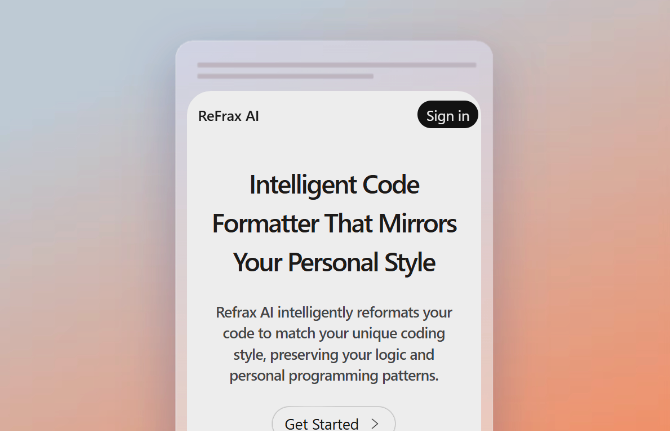 ReFrax AI
Sign in
Intelligent Code
Formatter That Mirrors
Your Personal Style
Refrax AI intelligently reformats your
code to match your unique coding
style, preserving your logic and
personal programming patterns.
Get Started